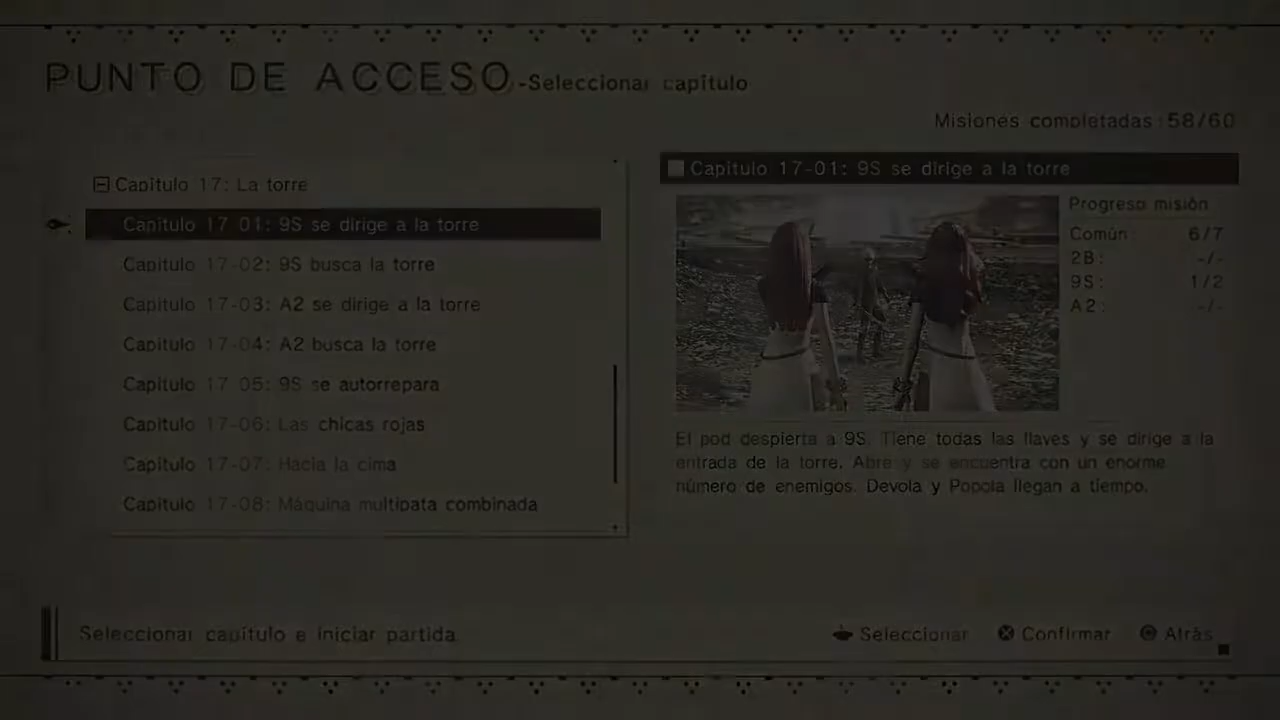 PUNTO DE ACCESO-Seleccionar capítulo
Misiones completadas:58/60
Capítulo 17: La torre
Capítulo 17-01: 9S se dirige a la torre
Capítulo 17-02: 9S busca la torre
Capítulo 17-03: A2 se dirige a la torre
Capítulo 17-04: A2 busca la torre
Capítulo 17-05: 9S se autorrepara
Capítulo 17-06: Las chicas rojas
Capítulo 17-07: Hacia la cima
Capítulo 17-08: Máquina multipata combinada
Capítulo 17-01: 9S se dirige a la torre
Progreso misión
Común: 6/7
2B: -/-
9S: 1/2
A2: -/-
El pod despierta a 9S. Tiene todas las llaves y se dirige a la
entrada de la torre. Abre y se encuentra con un enorme
número de enemigos. Devola y Popola llegan a tiempo.
Seleccionar capítulo e iniciar partida
Seleccionar Confirmar Atrás